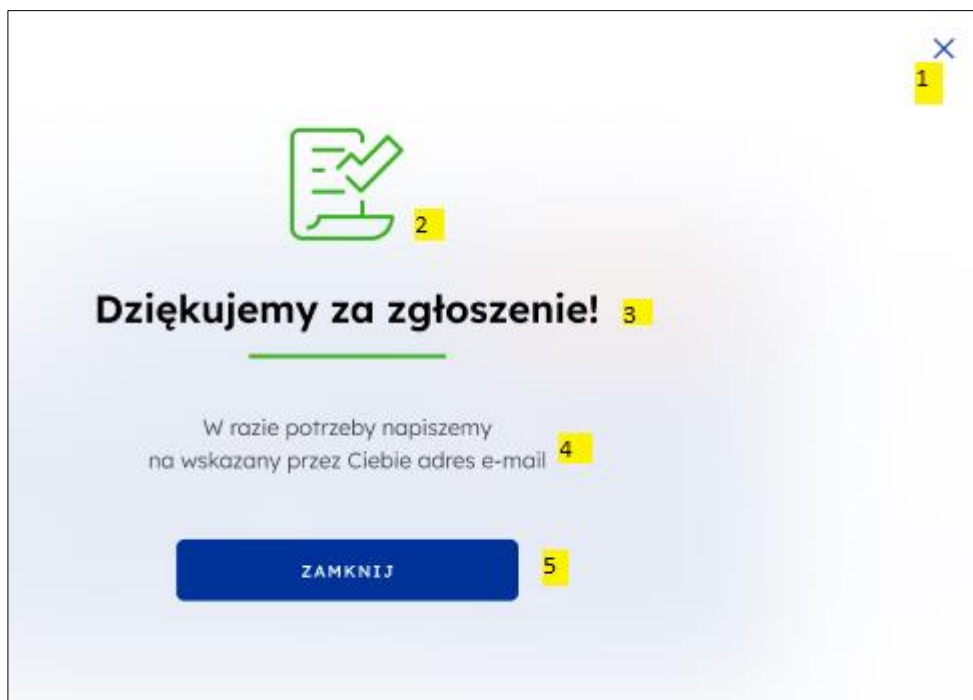 1
2
Dziękujemy za zgłoszenie! 3
W razie potrzeby napiszemy
na wskazany przez Ciebie adres e-mail 4
ZAMKNIJ 5